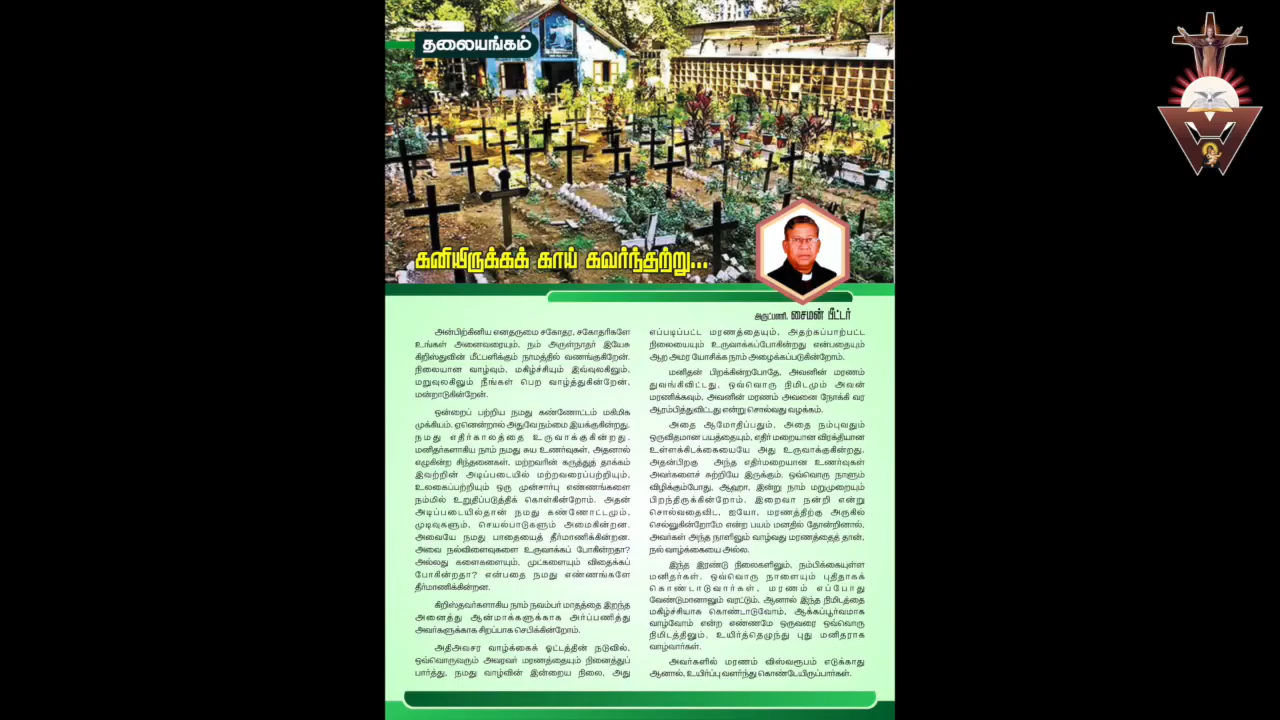 தலையங்கம்
கனியிருக்கக் காய் கவர்ந்தற்று...
அருட்பணி. சைமன் பீட்டர்
அன்பிற்கினிய எனதருமை சகோதர, சகோதரிகளே
உங்கள் அனைவரையும், நம் அருள்நாதர் இயேசு
கிறிஸ்துவின் மீட்பளிக்கும் நாமத்தில் வணங்குகிறேன்.
நிலையான வாழ்வும், மகிழ்ச்சியும் இவ்வுலகிலும்,
மறுவுலகிலும் நீங்கள் பெற வாழ்த்துகின்றேன்,
மன்றாடுகின்றேன்.
ஒன்றைப் பற்றிய நமது கண்ணோட்டம் மகிமிக
முக்கியம். ஏனென்றால் அதுவே நம்மை இயக்குகின்றது.
நமது எதிர்காலத்தை உருவாக்குகின்றது.
மனிதர்களாகிய நாம் நமது சுய உணர்வுகள், அதனால்
எழுகின்ற சிந்தனைகள், மற்றவரின் கருத்துத் தாக்கம்
இவற்றின் அடிப்படையில் மற்றவரைப்பற்றியும்,
உலகைப்பற்றியும் ஒரு முன்சார்பு எண்ணங்களை
நம்மில் உறுதிப்படுத்திக் கொள்கின்றோம். அதன்
அடிப்படையில்தான் நமது கண்ணோட்டமும்,
முடிவுகளும், செயல்பாடுகளும் அமைகின்றன.
அவையே நமது பாதையைத் தீர்மாணிக்கின்றன.
அவை நல்விளைவுகளை உருவாக்கப் போகின்றதா?
அல்லது களைகளையும், முட்களையும் விதைக்கப்
போகின்றதா? என்பதை நமது எண்ணங்களே
தீர்மாணிக்கின்றன.
கிறிஸ்தவர்களாகிய நாம் நவம்பர் மாதத்தை இறந்த
அனைத்து ஆன்மாக்களுக்காக அர்ப்பணித்து
அவர்களுக்காக சிறப்பாக செபிக்கின்றோம்.
அதிஅவசர வாழ்க்கைக் ஓட்டத்தின் நடுவில்,
ஒவ்வொருவரும் அவரவர் மரணத்தையும் நினைத்துப்
பார்த்து, நமது வாழ்வின் இன்றைய நிலை, அது
எப்படிப்பட்ட மரணத்தையும், அதற்சுப்பாற்பட்ட
நிலையையும் உருவாக்கப்போகின்றது என்பதையும்
ஆற அமர யோசிக்க நாம் அழைக்கப்படுகின்றோம்.
மனிதன் பிறக்கின்றபோதே, அவனின் மரணம்
துவங்கிவிட்டது, ஒவ்வொரு நிமிடமும் அவன்
மரணிக்கவும், அவனின் மரணம் அவனை நோக்கி வர
ஆரம்பித்துவிட்டது என்று சொல்வது வழக்கம்.
அதை ஆமோதிப்பதும், அதை நம்புவதும்
ஒருவிதமான பயத்தையும், எதிர் மறையான விரக்தியான
உள்ளக்கிடக்கையையே அது உருவாக்குகின்றது.
அதன்பிறகு அந்த எதிர்மறையான உணர்வுகள்
அவர்களைச் சுற்றியே இருக்கும். ஒவ்வொரு நாளும்
விழிக்கும்போது, ஆஹா, இன்று நாம் மறுமுறையும்
பிறந்திருக்கின்றோம். இறைவா நன்றி என்று
சொல்வதைவிட, ஐயோ, மரணத்திற்கு அருகில்
செல்லுகின்றோமே என்ற பயம் மனதில் தோன்றினால்,
அவர்கள் அந்த நாளிலும் வாழ்வது மரணத்தைத் தான்,
நல் வாழ்க்கையை அல்ல.
இந்த இரண்டு நிலைகளிலும், நம்பிக்கையுள்ள
மனிதர்கள், ஒவ்வொரு நாளையும் புதிதாகக்
கொண்டாடுவார்கள், மரணம் எப்போது
வேண்டுமானாலும் வரட்டும், ஆனால் இந்த நிமிடத்தை
மகிழ்ச்சியாக கொண்டாடுவோம், ஆக்கப்பூர்வமாக
வாழ்வோம் என்ற எண்ணமே ஒருவரை ஒவ்வொரு
நிமிடத்திலும், உயிர்த்தெழுந்து புது மனிதராக
வாழ்வார்கள்.
அவர்களில் மரணம் விஸ்வரூபம் எடுக்காது
ஆனால், உயிர்ப்பு வளர்ந்து கொண்டேயிருப்பார்கள்.